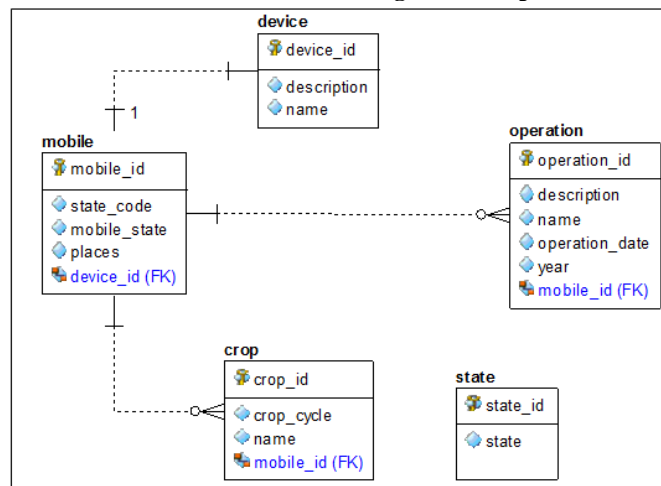 device
device_id
description
name
1
mobile
mobile_id
state_code
mobile_state
places
device_id (FK)
operation
operation_id
description
name
operation_date
year
mobile_id (FK)
crop
crop_id
crop_cycle
name
mobile_id (FK)
state
state_id
state